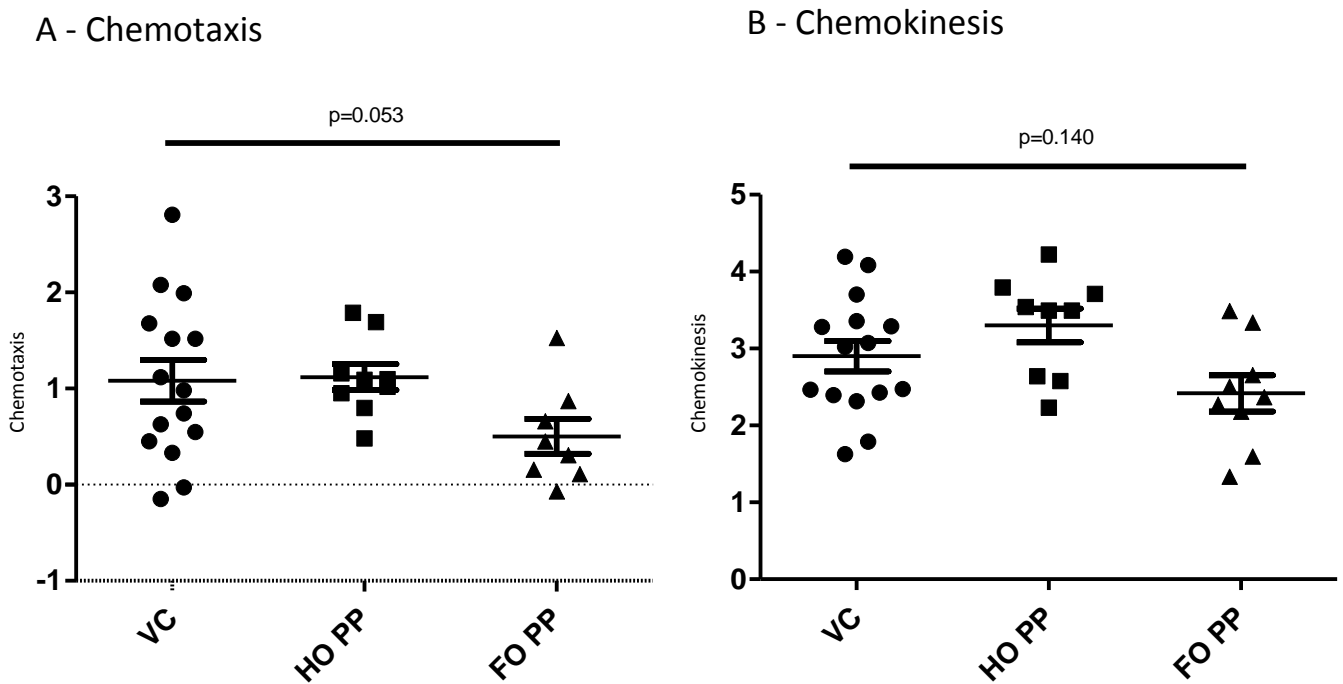 A - Chemotaxis
p=0.053
3
2
1
0
-1
Chemotaxis
VC
HO PP
FO PP
B - Chemokinesis
p=0.140
5
4
3
2
1
0
Chemokinesis
VC
HO PP
FO PP